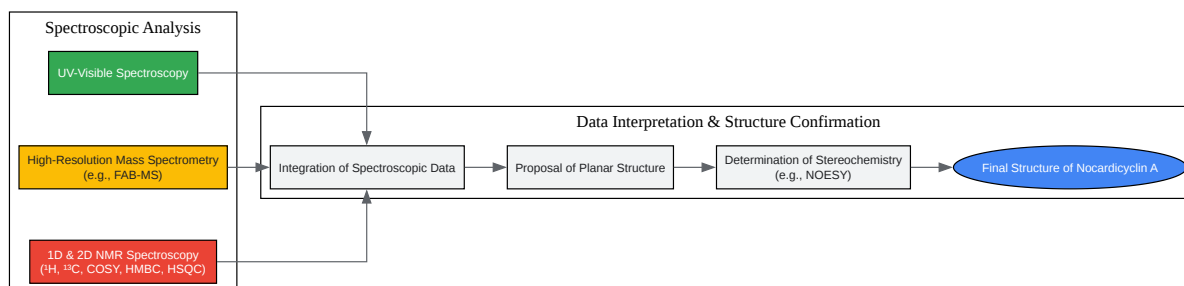 Spectroscopic Analysis
UV-Visible Spectroscopy
High-Resolution Mass Spectrometry
(e.g., FAB-MS)
1D & 2D NMR Spectroscopy
(¹H, ¹³C, COSY, HMBC, HSQC)
Data Interpretation & Structure Confirmation
Integration of Spectroscopic Data
Proposal of Planar Structure
Determination of Stereochemistry
(e.g., NOESY)
Final Structure of Nocardicyclin A